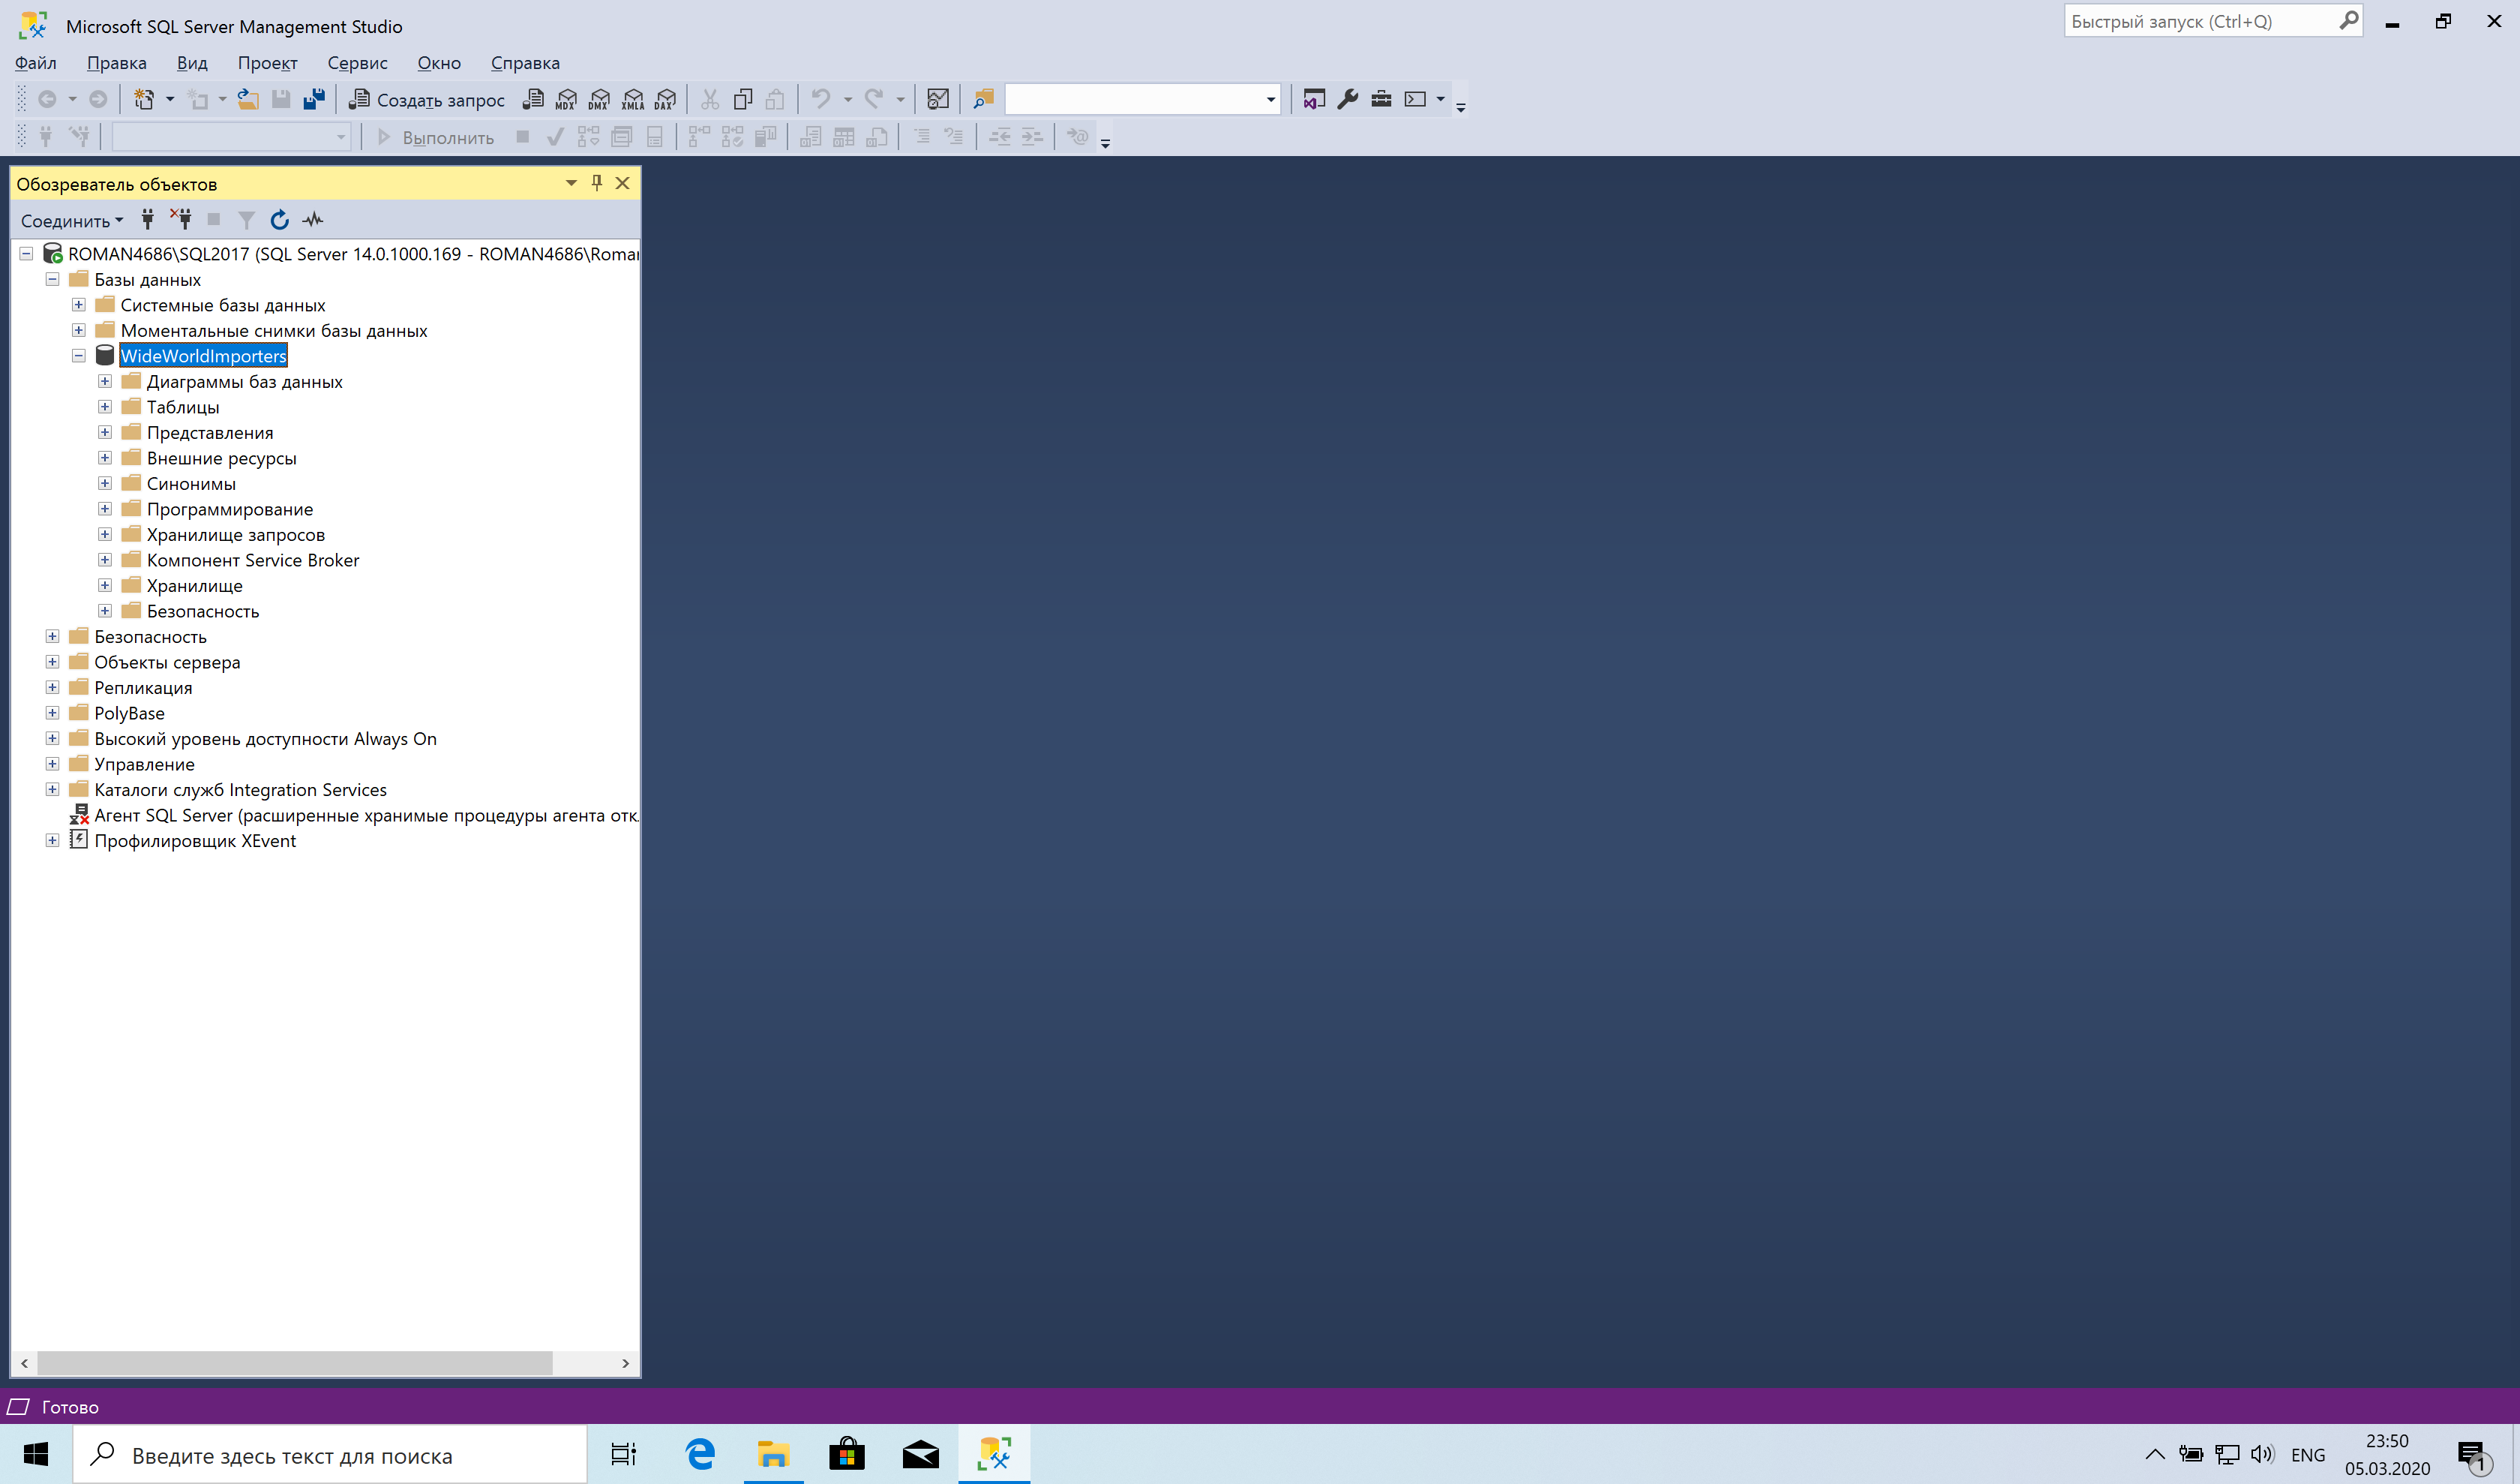 Microsoft SQL Server Management Studio
Быстрый запуск (Ctrl+Q)
Файл Правка Вид Проект Сервис Окно Справка
Создать запрос MDX DMX XMLA DAX
Выполнить
Обозреватель объектов
Соединить
ROMAN4686\SQL2017 (SQL Server 14.0.1000.169 - ROMAN4686\Roman
Базы данных
Системные базы данных
Моментальные снимки базы данных
WideWorldImporters
Диаграммы баз данных
Таблицы
Представления
Внешние ресурсы
Синонимы
Программирование
Хранилище запросов
Компонент Service Broker
Хранилище
Безопасность
Безопасность
Объекты сервера
Репликация
PolyBase
Высокий уровень доступности Always On
Управление
Каталоги служб Integration Services
Агент SQL Server (расширенные хранимые процедуры агента отк
Профилировщик XEvent
Готово
Введите здесь текст для поиска
ENG
23:50
05.03.2020
1